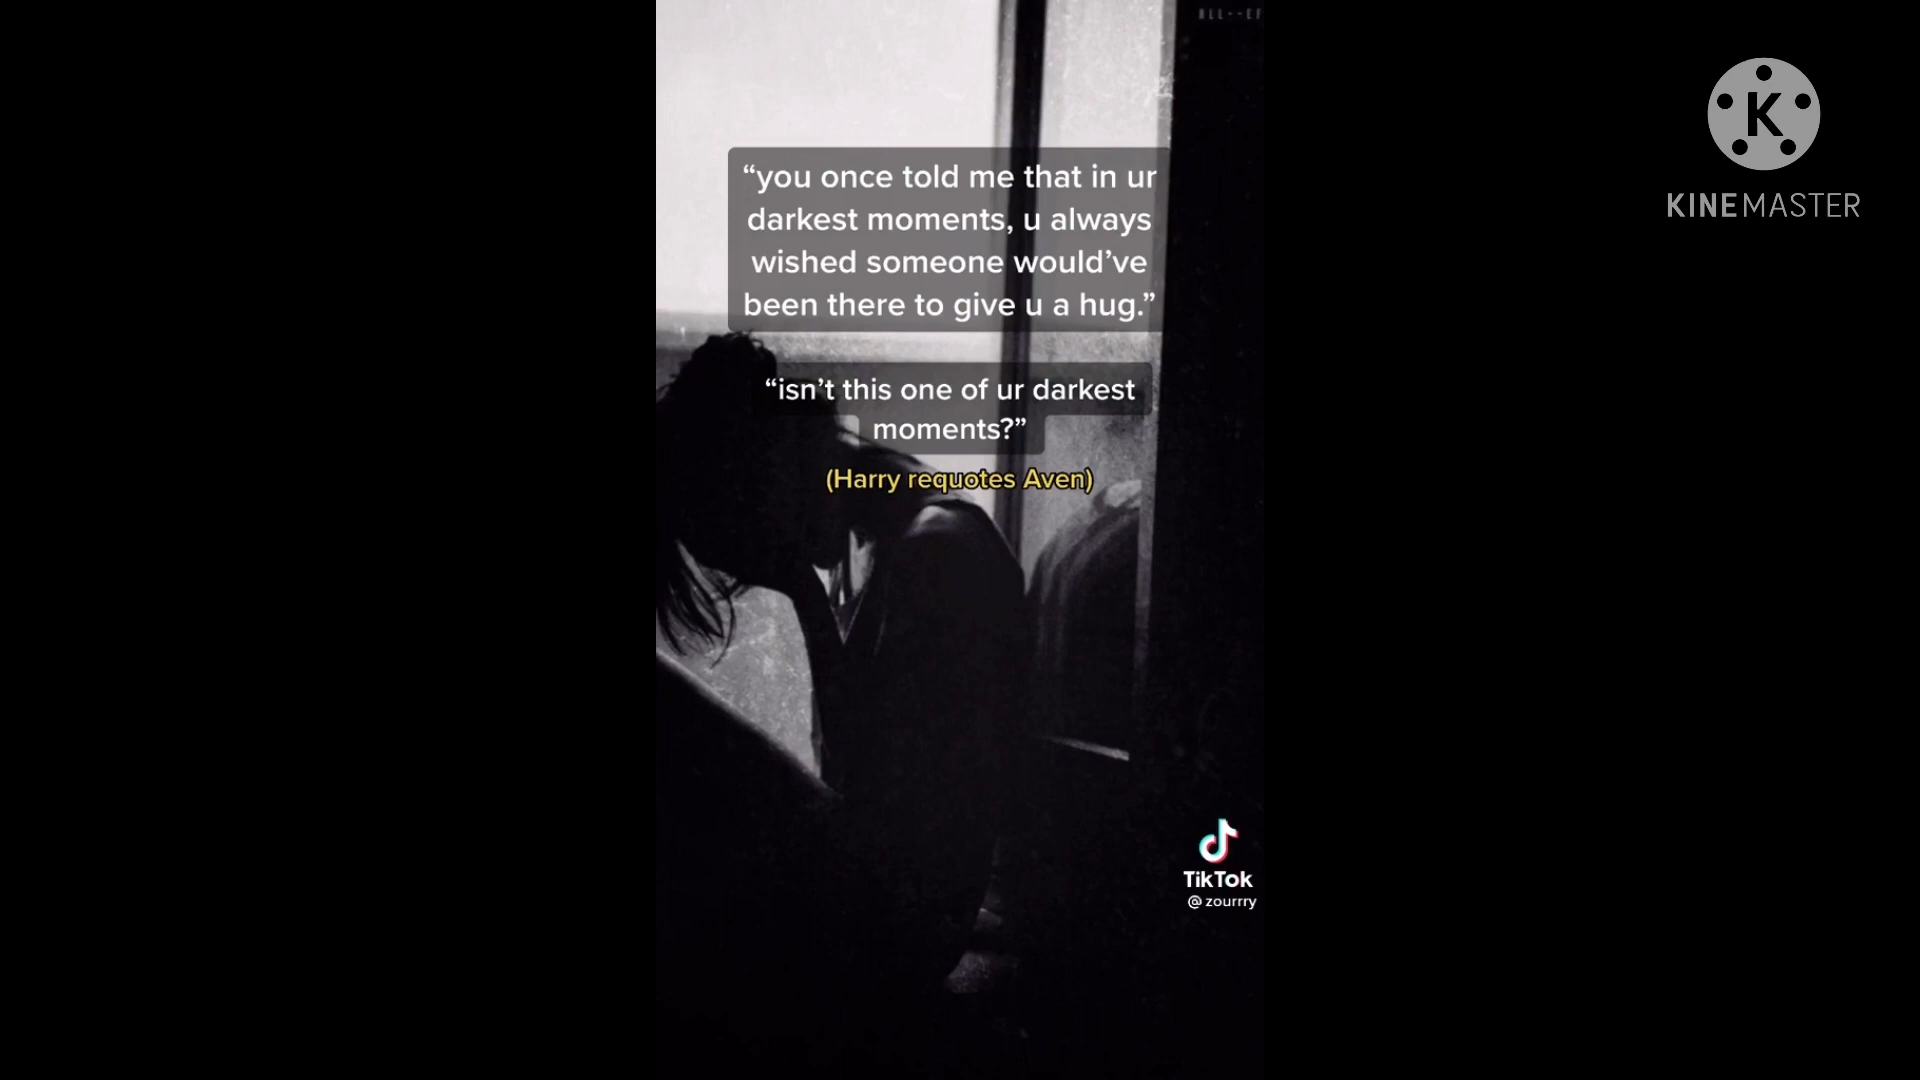 “you once told me that in ur
darkest moments, u always
wished someone would’ve
been there to give u a hug.”
“isn’t this one of ur darkest
moments?”
(Harry requotes Aven)
K
KINEMASTER
TikTok
@zourrry